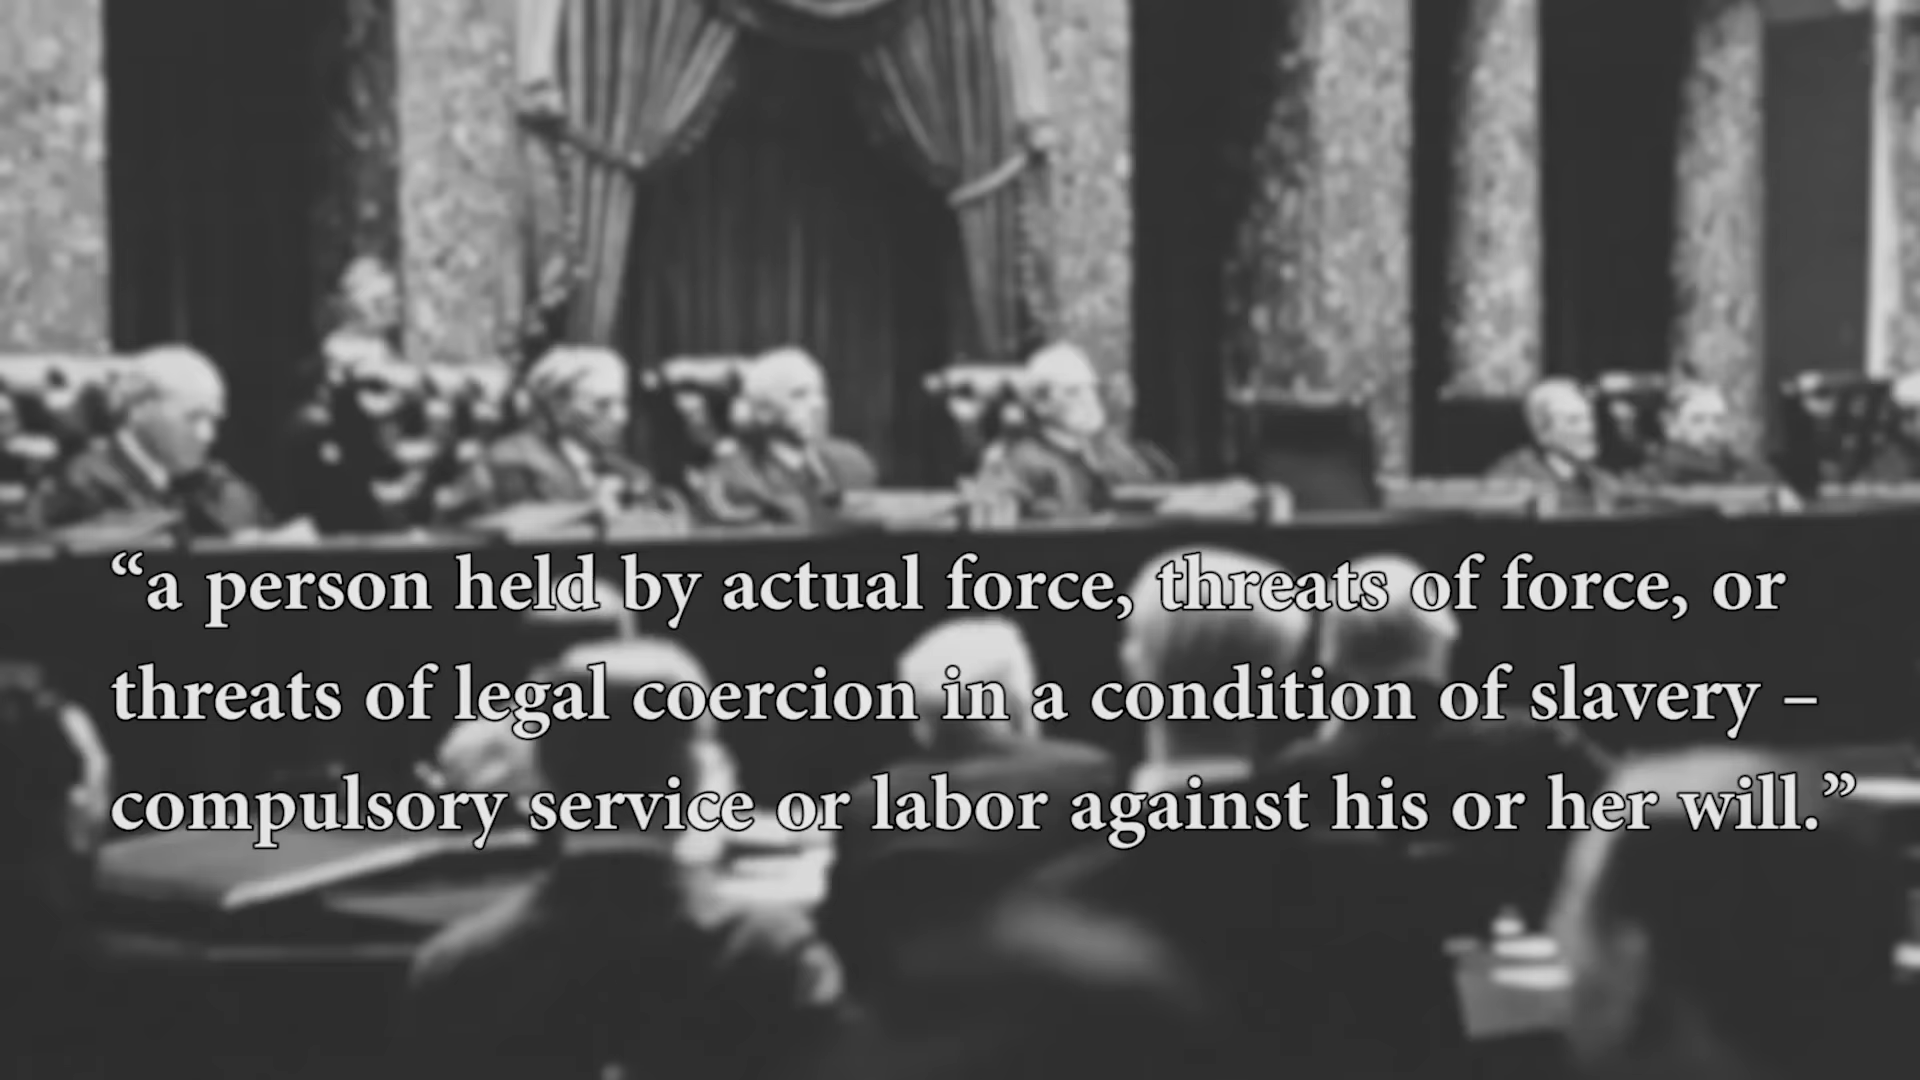 “a person held by actual force, threats of force, or
threats of legal coercion in a condition of slavery –
compulsory service or labor against his or her will.”